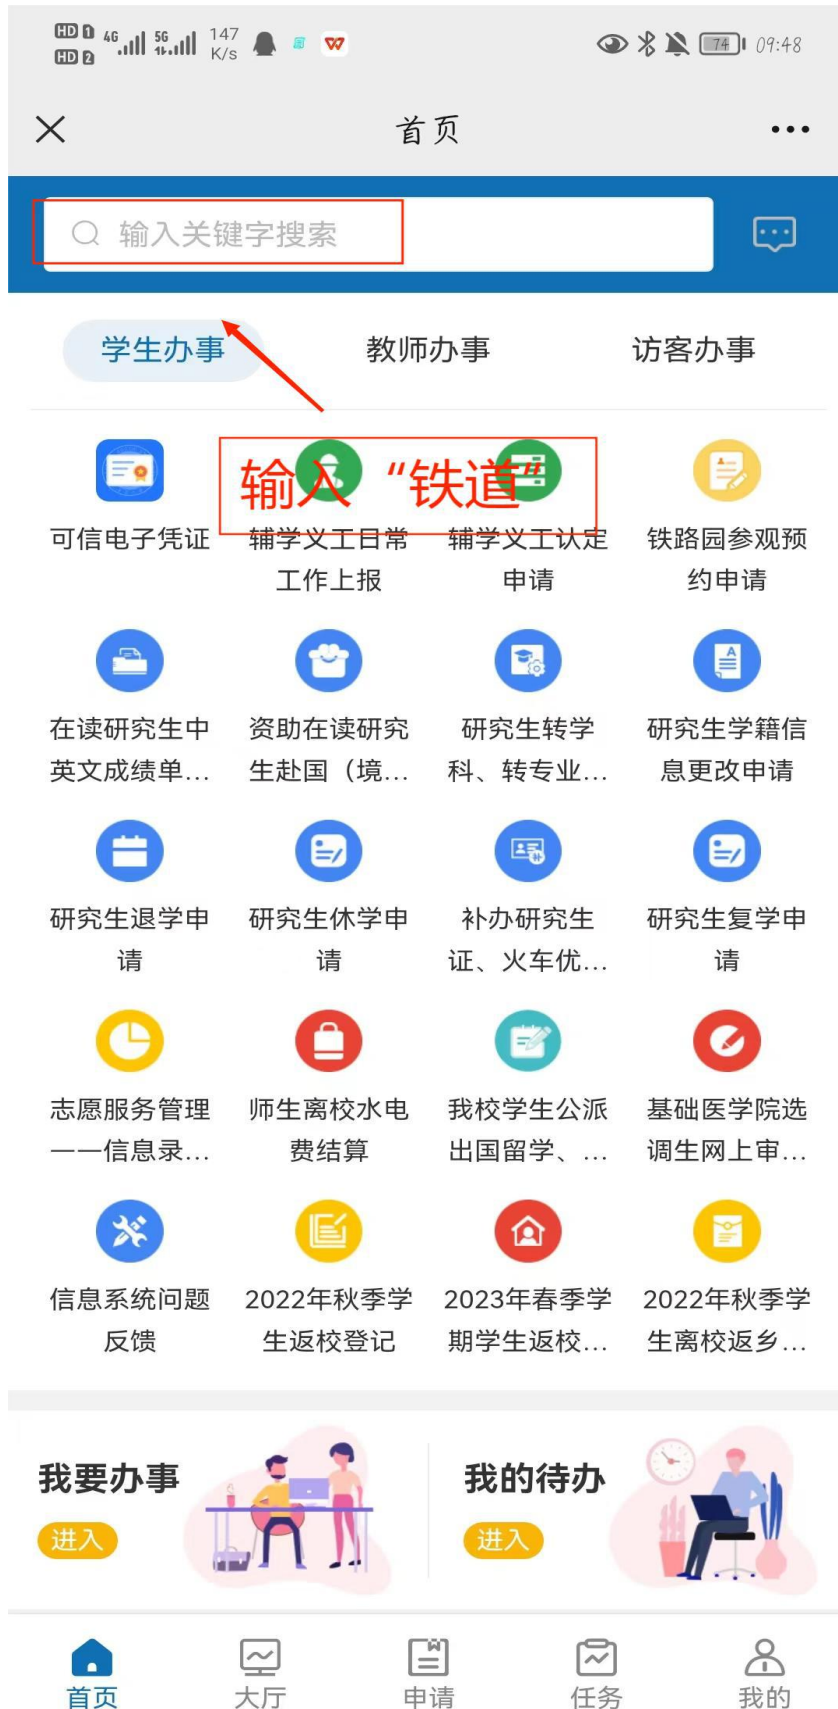 HD 1 4G 5G 147 74 09:48
HD 2 K/s
首页
输入关键字搜索
学生办事 教师办事 访客办事
输入“铁道”
可信电子凭证 辅学义工日常 辅学义工认定 铁路园参观预
工作上报 申请 约申请
在读研究生中 资助在读研究 研究生转学 研究生学籍信
英文成绩单... 生赴国（境... 科、转专业... 息更改申请
研究生退学申 研究生休学申 补办研究生 研究生复学申
请 请 证、火车优... 请
志愿服务管理 师生离校水电 我校学生公派 基础医学院选
——信息录... 费结算 出国留学、... 调生网上审...
信息系统问题 2022年秋季学 2023年春季学 2022年秋季学
反馈 生返校登记 期学生返校... 生离校返乡...
我要办事 我的待办
进入 进入
首页 大厅 申请 任务 我的